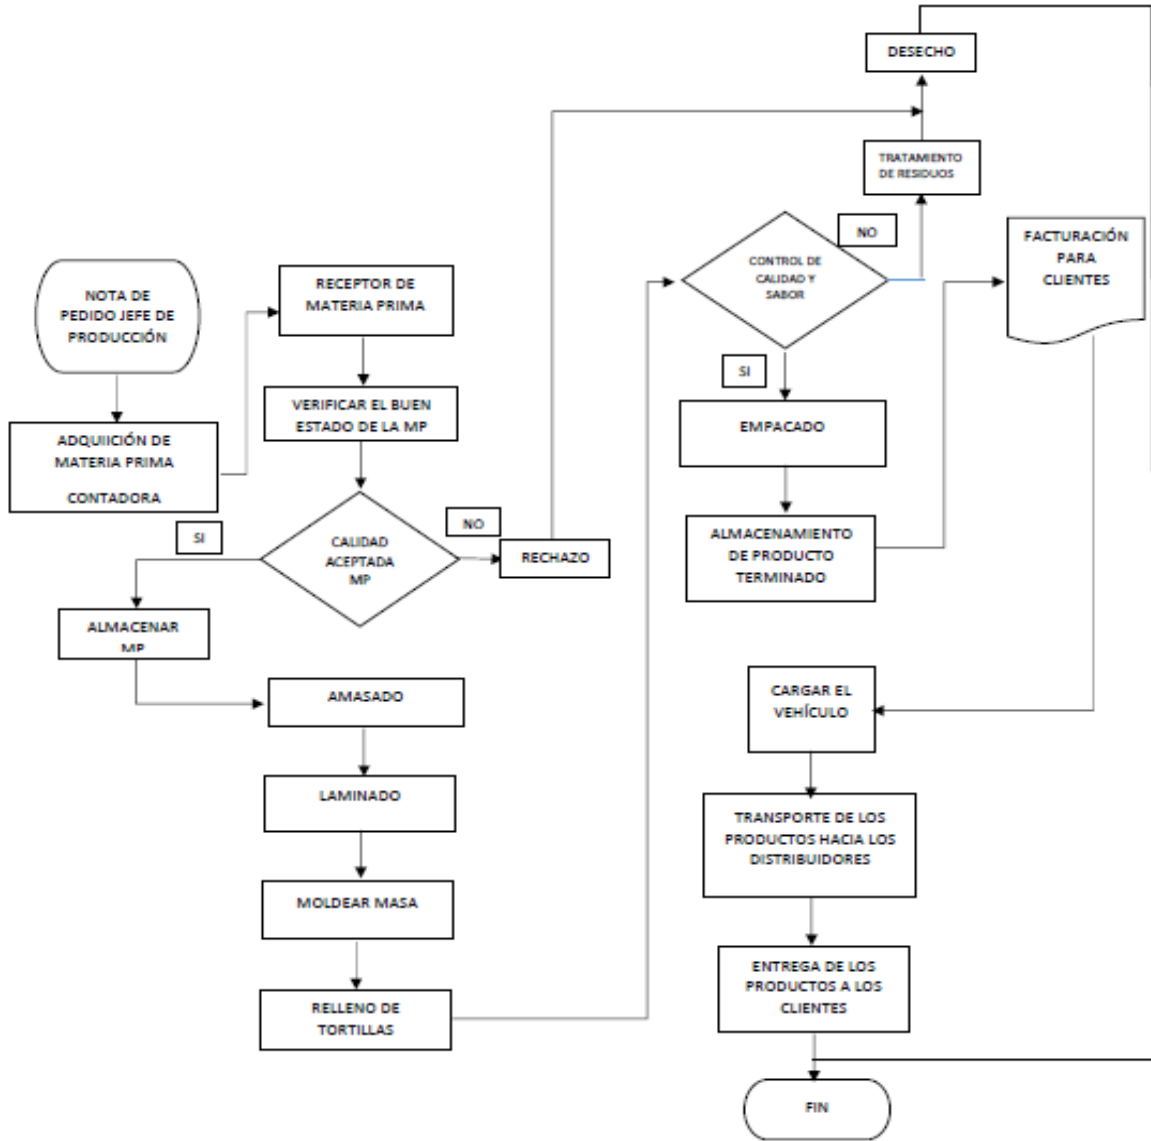 NOTA DE
PEDIDO JEFE DE
PRODUCCIÓN
ADQUIICIÓN DE
MATERIA PRIMA
CONTADORA
RECEPTOR DE
MATERIA PRIMA
VERIFICAR EL BUEN
ESTADO DE LA MP
CALIDAD
ACEPTADA
MP
SI
NO
RECHAZO
ALMACENAR
MP
AMASADO
LAMINADO
MOLDEAR MASA
RELLENO DE
TORTILLAS
CONTROL DE
CALIDAD Y
SABOR
NO
TRATAMIENTO
DE RESIDUOS
DESECHO
SI
EMPACADO
ALMACENAMIENTO
DE PRODUCTO
TERMINADO
FACTURACIÓN
PARA
CLIENTES
CARGAR EL
VEHÍCULO
TRANSPORTE DE LOS
PRODUCTOS HACIA LOS
DISTRIBUIDORES
ENTREGA DE LOS
PRODUCTOS A LOS
CLIENTES
FIN